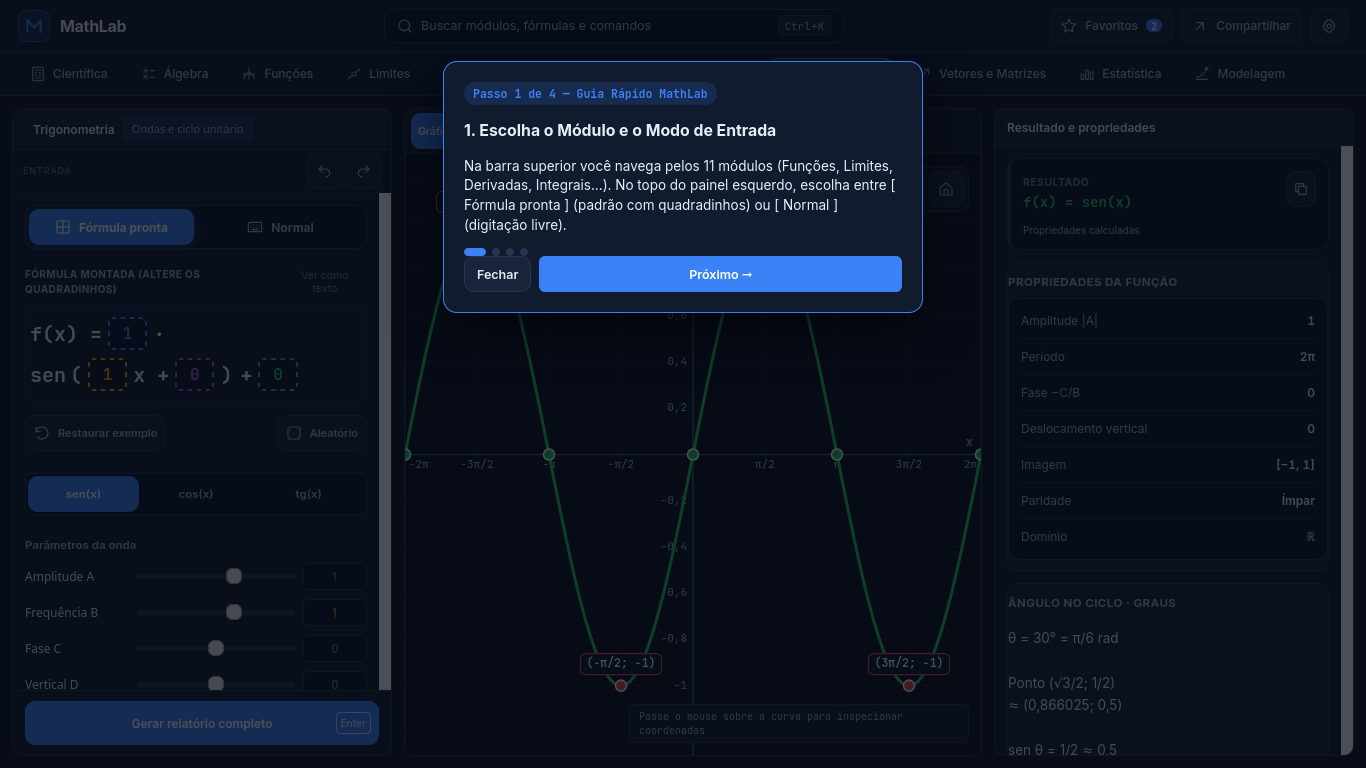 MathLab
Buscar módulos, fórmulas e comandos
Ctrl+K
Favoritos 2
Compartilhar
Científica
Álgebra
Funções
Limites
Vetores e Matrizes
Estatística
Modelagem
Passo 1 de 4 — Guia Rápido MathLab
1. Escolha o Módulo e o Modo de Entrada
Na barra superior você navega pelos 11 módulos (Funções, Limites,
Derivadas, Integrais...). No topo do painel esquerdo, escolha entre [
Fórmula pronta ] (padrão com quadradinhos) ou [ Normal ]
(digitação livre).
Fechar
Próximo →
Trigonometria
Ondas e ciclo unitário
ENTRADA
Fórmula pronta
Normal
FÓRMULA MONTADA (ALTERE OS
QUADRADINHOS)
Ver como
texto
f(x) = 1 ·
sen( 1 x + 0 ) + 0
Restaurar exemplo
Aleatório
sen(x)
cos(x)
tg(x)
Parâmetros da onda
Amplitude A 1
Frequência B 1
Fase C 0
Vertical D 0
Gerar relatório completo Enter
0,6
0,4
0,2
x
-2π
-3π/2
-π
-π/2
π/2
π
3π/2
2π
-0,2
-0,4
-0,6
-0,8
-1
(-π/2; -1)
(3π/2; -1)
Passe o mouse sobre a curva para inspecionar
coordenadas
Resultado e propriedades
RESULTADO
f(x) = sen(x)
Propriedades calculadas
PROPRIEDADES DA FUNÇÃO
Amplitude |A| 1
Período 2π
Fase −C/B 0
Deslocamento vertical 0
Imagem [−1, 1]
Paridade Ímpar
Domínio ℝ
ÂNGULO NO CICLO · GRAUS
θ = 30° = π/6 rad
Ponto (√3/2; 1/2)
≈ (0,866025; 0,5)
sen θ = 1/2 ≈ 0.5